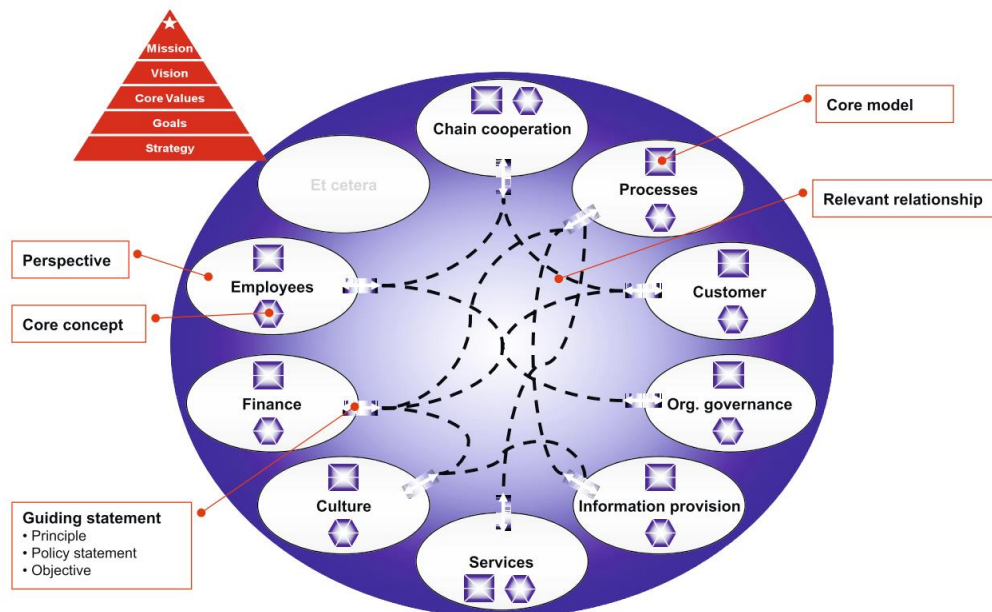 Mission
Vision
Core Values
Goals
Strategy
Chain cooperation
Core model
Et cetera
Processes
Relevant relationship
Perspective
Employees
Customer
Core concept
Finance
Org. governance
Guiding statement
• Principle
• Policy statement
• Objective
Culture
Information provision
Services